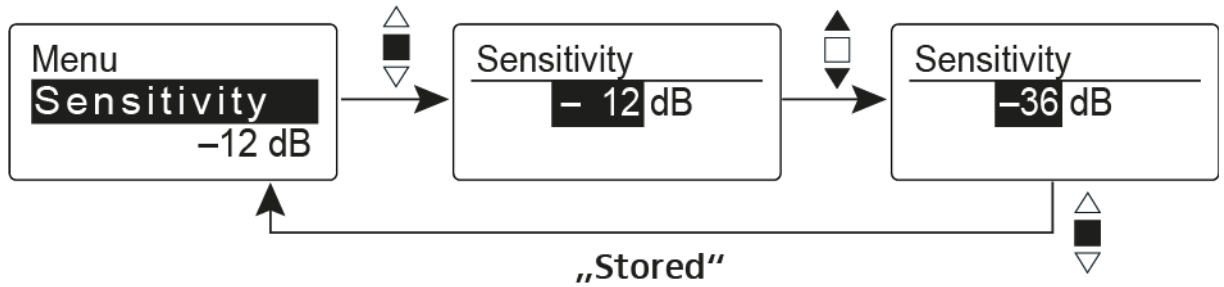 Menu
Sensitivity
–12 dB
Sensitivity
– 12 dB
Sensitivity
–36 dB
„Stored“